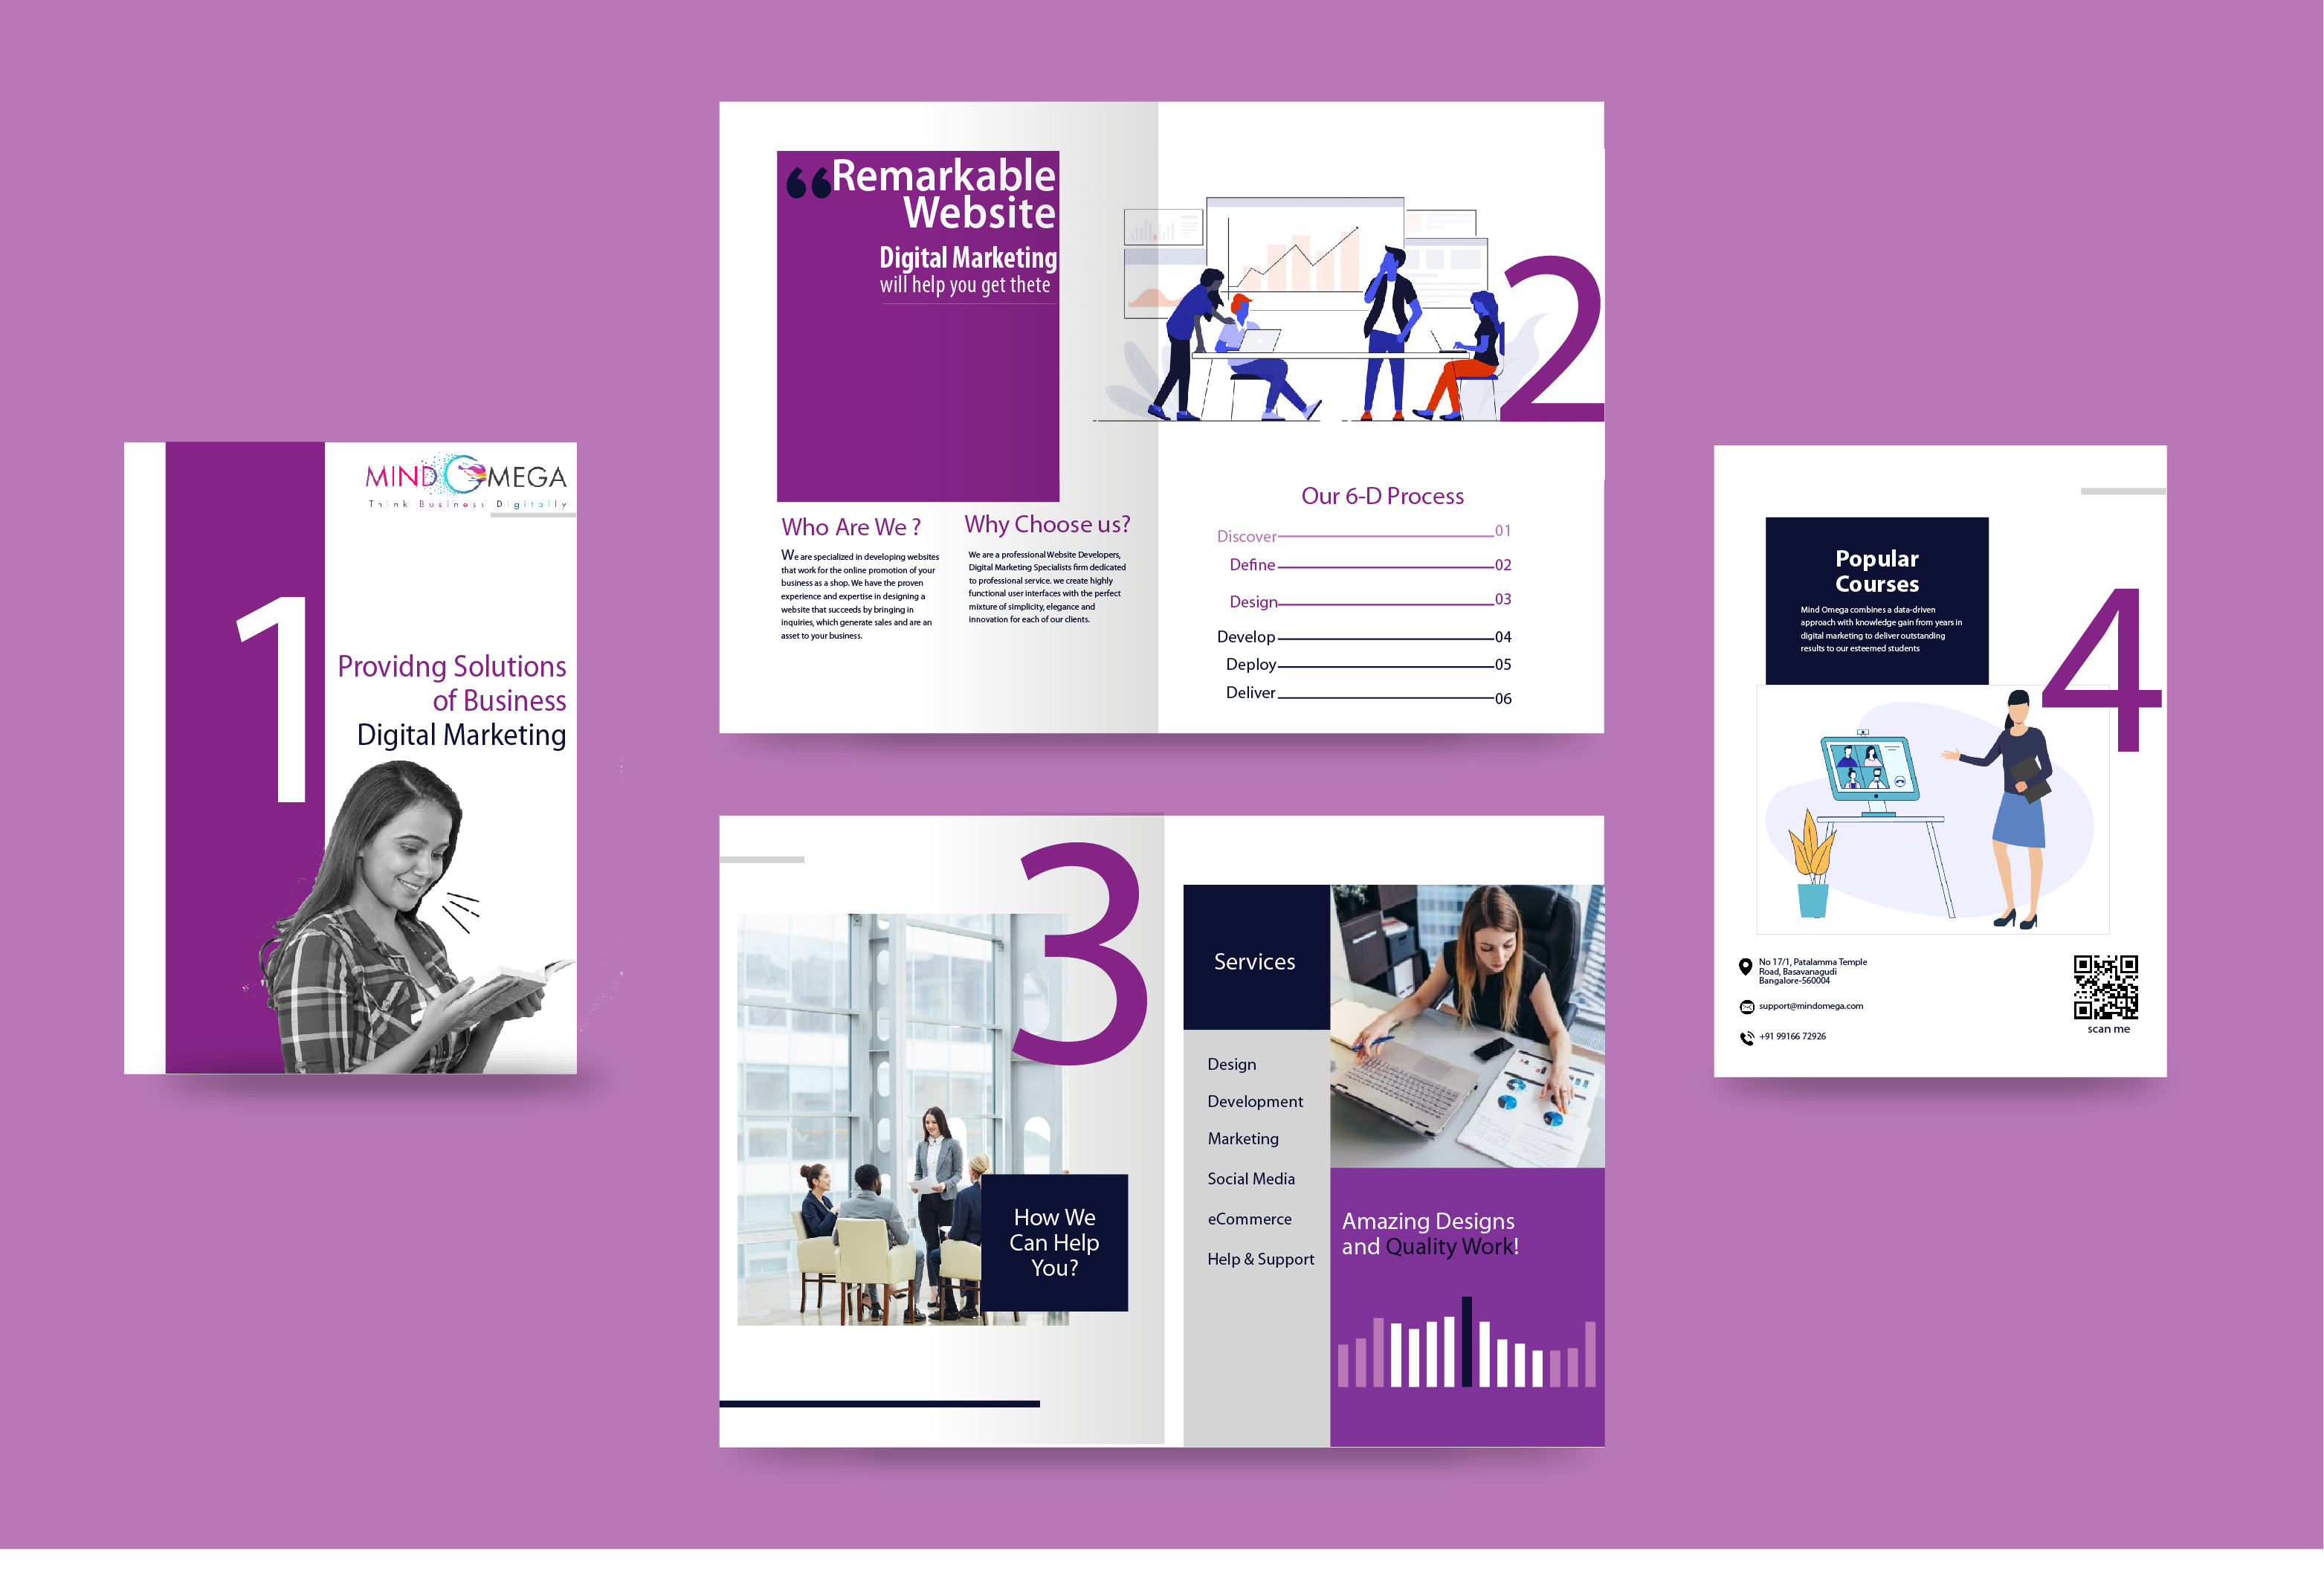 MIND OMEGA
Think Business Digitally
1
Providng Solutions
of Business
Digital Marketing
“Remarkable
Website
Digital Marketing
will help you get thete
2
Who Are We ?
We are specialized in developing websites
that work for the online promotion of your
business as a shop. We have the proven
experience and expertise in designing a
website that succeeds by bringing in
inquiries, which generate sales and are an
asset to your business.
Why Choose us?
We are a professional Website Developers,
Digital Marketing Specialists firm dedicated
to professional service. we create highly
functional user interfaces with the perfect
mixture of simplicity, elegance and
innovation for each of our clients.
Our 6-D Process
Discover 01
Define 02
Design 03
Develop 04
Deploy 05
Deliver 06
3
How We
Can Help
You?
Services
Design
Development
Marketing
Social Media
eCommerce
Help & Support
Amazing Designs
and Quality Work!
Popular
Courses
Mind Omega combines a data-driven
approach with knowledge gain from years in
digital marketing to deliver outstanding
results to our esteemed students
4
No 17/1, Patalamma Temple
Road, Basavanagudi
Bangalore-560004
support@mindomega.com
+91 99166 72926
scan me